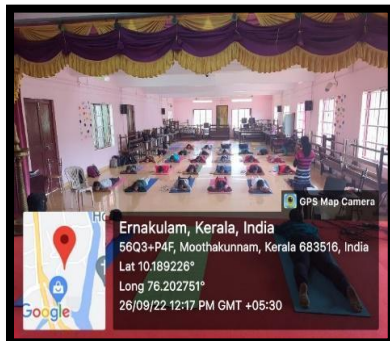 GPS Map Camera
Ernakulam, Kerala, India
56Q3+P4F, Moothakunnam, Kerala 683516, India
Lat 10.189226°
Long 76.202751°
26/09/22 12:17 PM GMT +05:30
Google